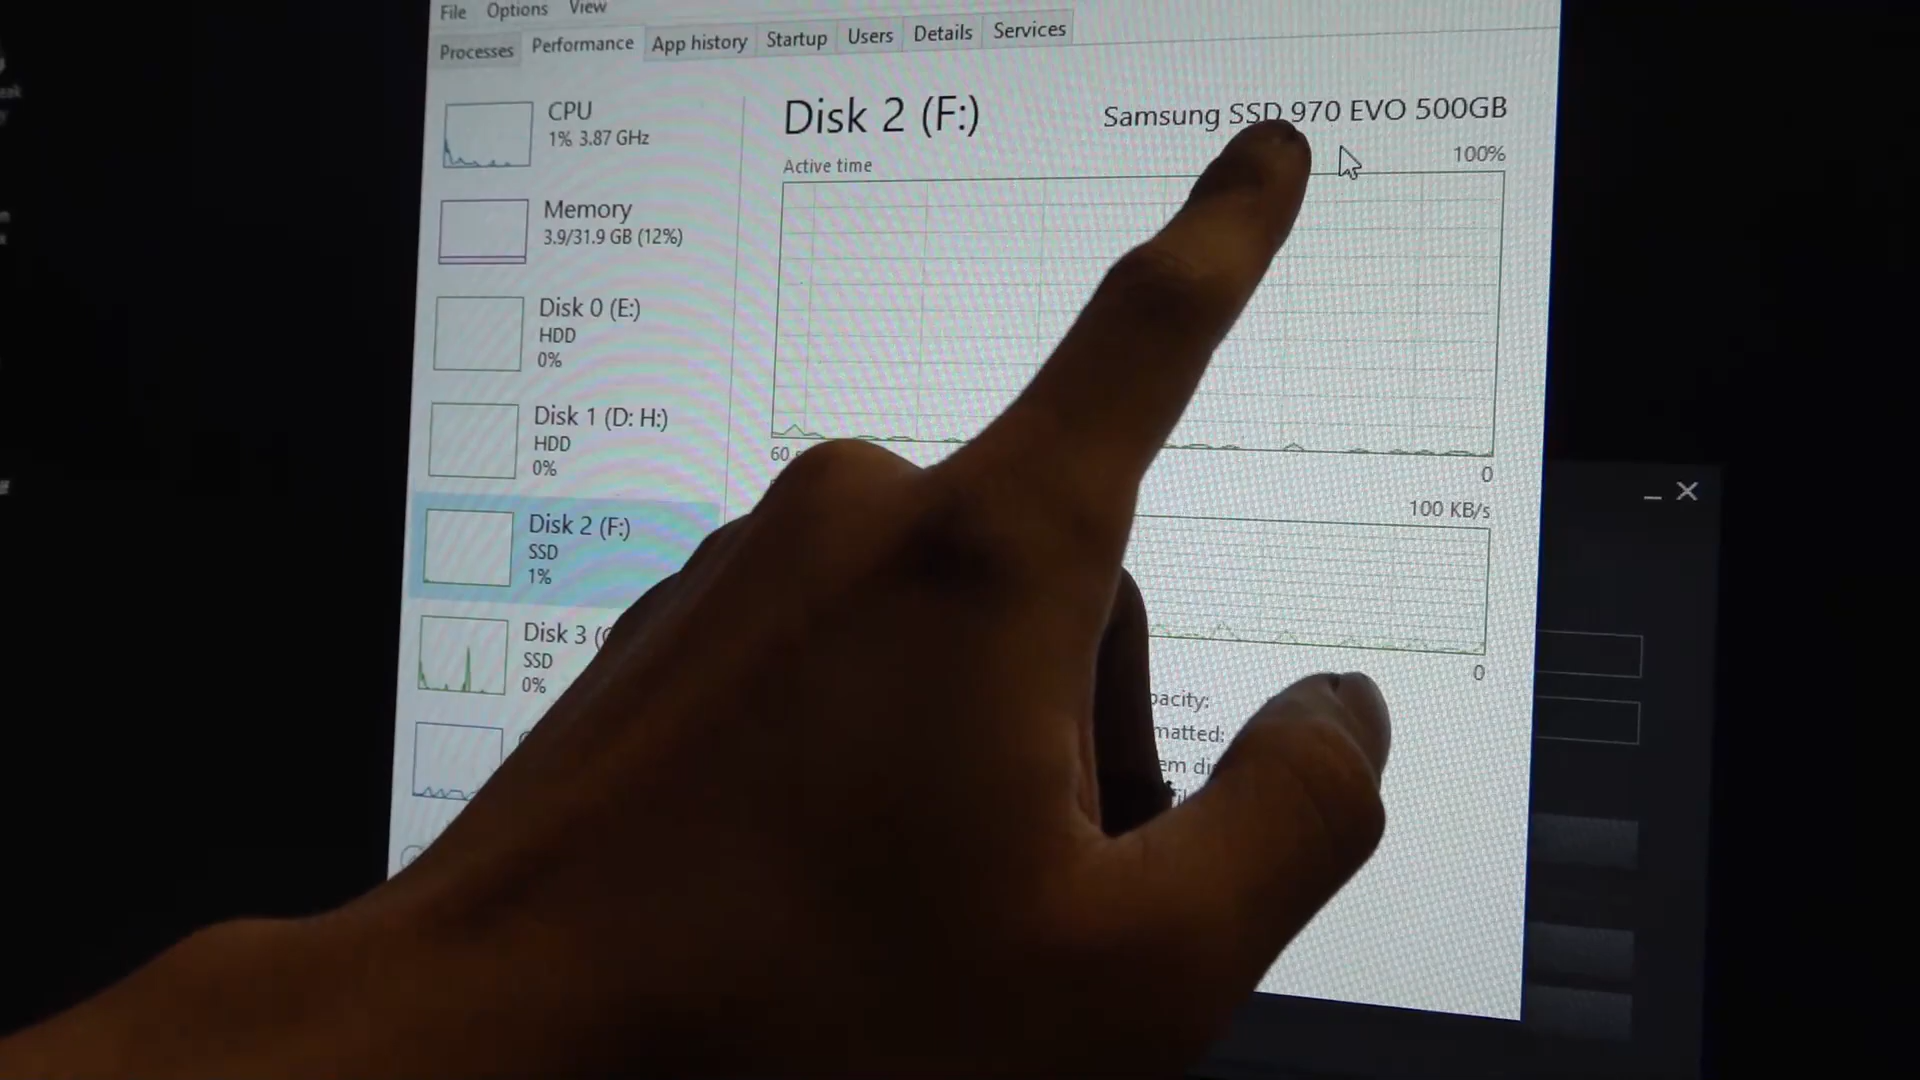 File Options View
Processes Performance App history Startup Users Details Services
CPU
1% 3.87 GHz
Memory
3.9/31.9 GB (12%)
Disk 0 (E:)
HDD
0%
Disk 1 (D: H:)
HDD
0%
Disk 2 (F:)
SSD
1%
Disk 3
SSD
0%
Disk 2 (F:) Samsung SSD 970 EVO 500GB
Active time 100%
60 0
100 KB/s
0
pacity:
matted:
em di